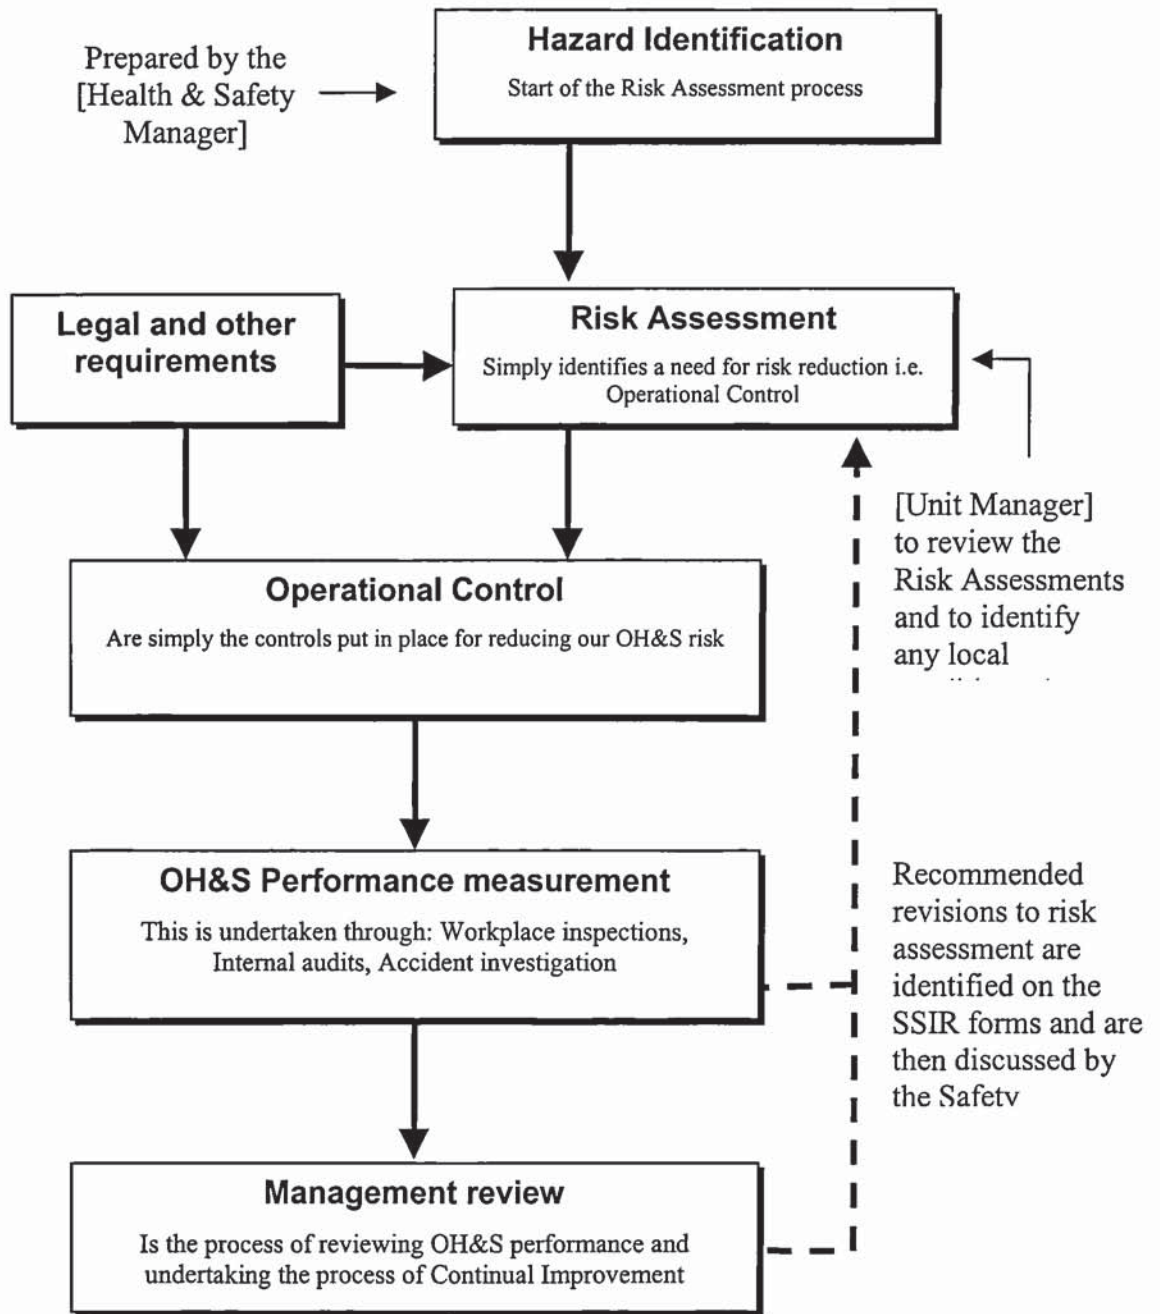 Hazard Identification
Start of the Risk Assessment process
Prepared by the
[Health & Safety
Manager]
Legal and other
requirements
Risk Assessment
Simply identifies a need for risk reduction i.e.
Operational Control
[Unit Manager]
to review the
Risk Assessments
and to identify
any local
Operational Control
Are simply the controls put in place for reducing our OH&S risk
OH&S Performance measurement
This is undertaken through: Workplace inspections,
Internal audits, Accident investigation
Recommended
revisions to risk
assessment are
identified on the
SSIR forms and are
then discussed by
the Safety
Management review
Is the process of reviewing OH&S performance and
undertaking the process of Continual Improvement